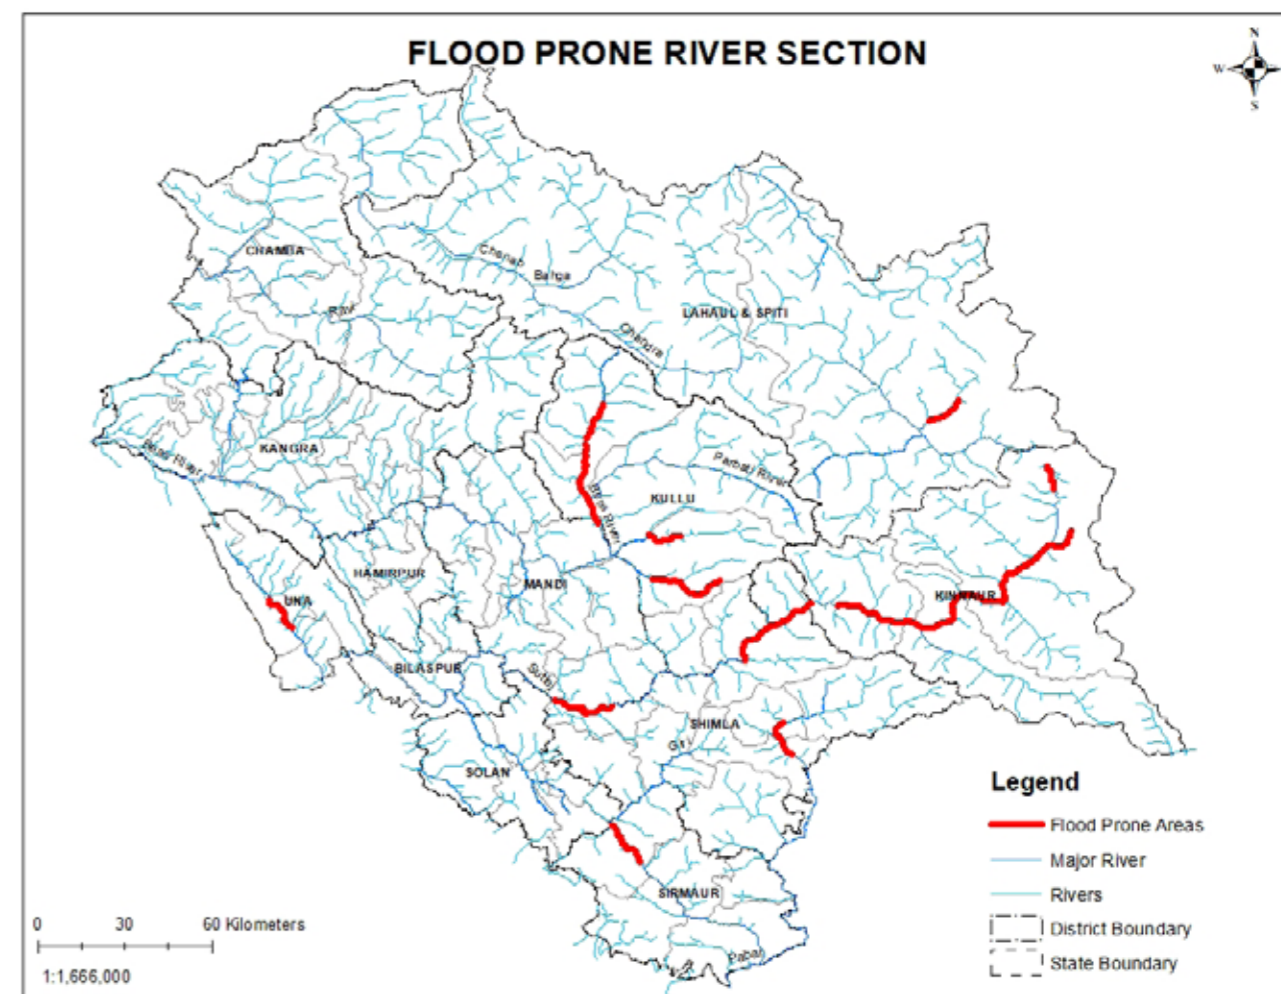 FLOOD PRONE RIVER SECTION
N
W
S
CHAMBA
Chenab
Bahga
Ravi
LAHAUL & SPITI
Chandra
KANGRA
Beas River
Parbati River
KULLU
Beas River
HAMIRPUR
MANDI
UNA
KINNAUR
BILASPUR
Sutlej
SHIMLA
Giri
SOLAN
SIRMAUR
Pabar
Legend
Flood Prone Areas
Major River
Rivers
District Boundary
State Boundary
0 30 60 Kilometers
1:1,666,000